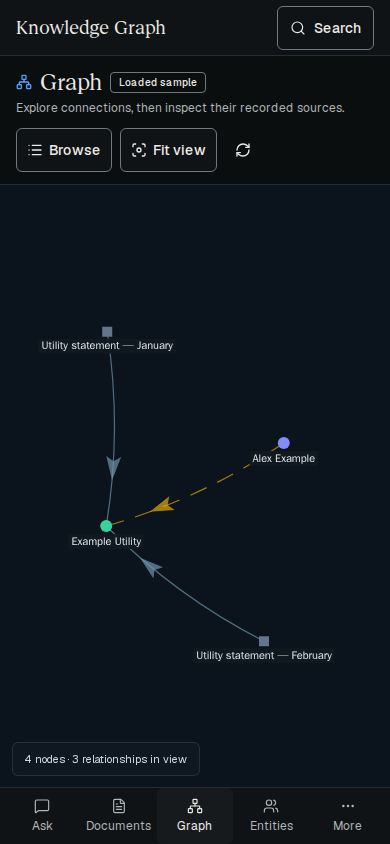 Knowledge Graph
Search
Graph
Loaded sample
Explore connections, then inspect their recorded sources.
Browse
Fit view
Utility statement — January
Alex Example
Example Utility
Utility statement — February
4 nodes · 3 relationships in view
Ask
Documents
Graph
Entities
More